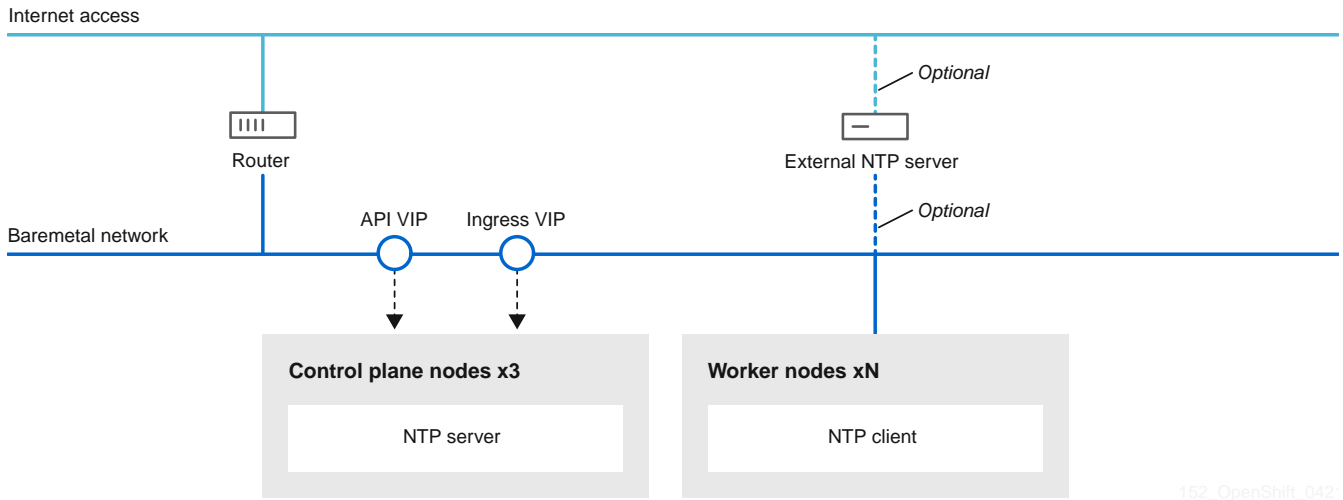 Internet access
Optional
Router
External NTP server
API VIP
Ingress VIP
Optional
Baremetal network
Control plane nodes x3
Worker nodes xN
NTP server
NTP client
152_OpenShift_042